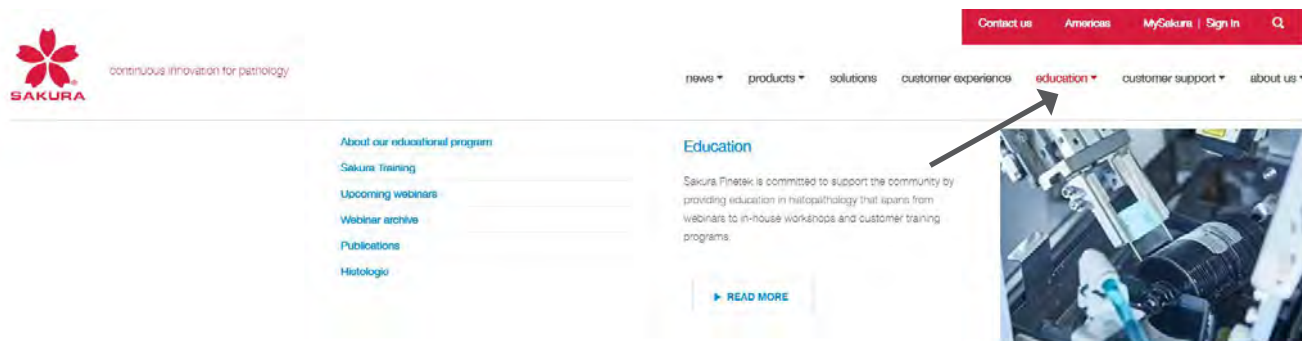 Contact us Americas MySakura | Sign In
SAKURA
continuous innovation for pathology
news products solutions customer experience education customer support about us
About our educational program
Sakura Training
Upcoming webinars
Webinar archive
Publications
Histologic
Education
Sakura Finetek is committed to support the community by
providing education in histopathology that spans from
webinars to in-house workshops and customer training
programs.
READ MORE